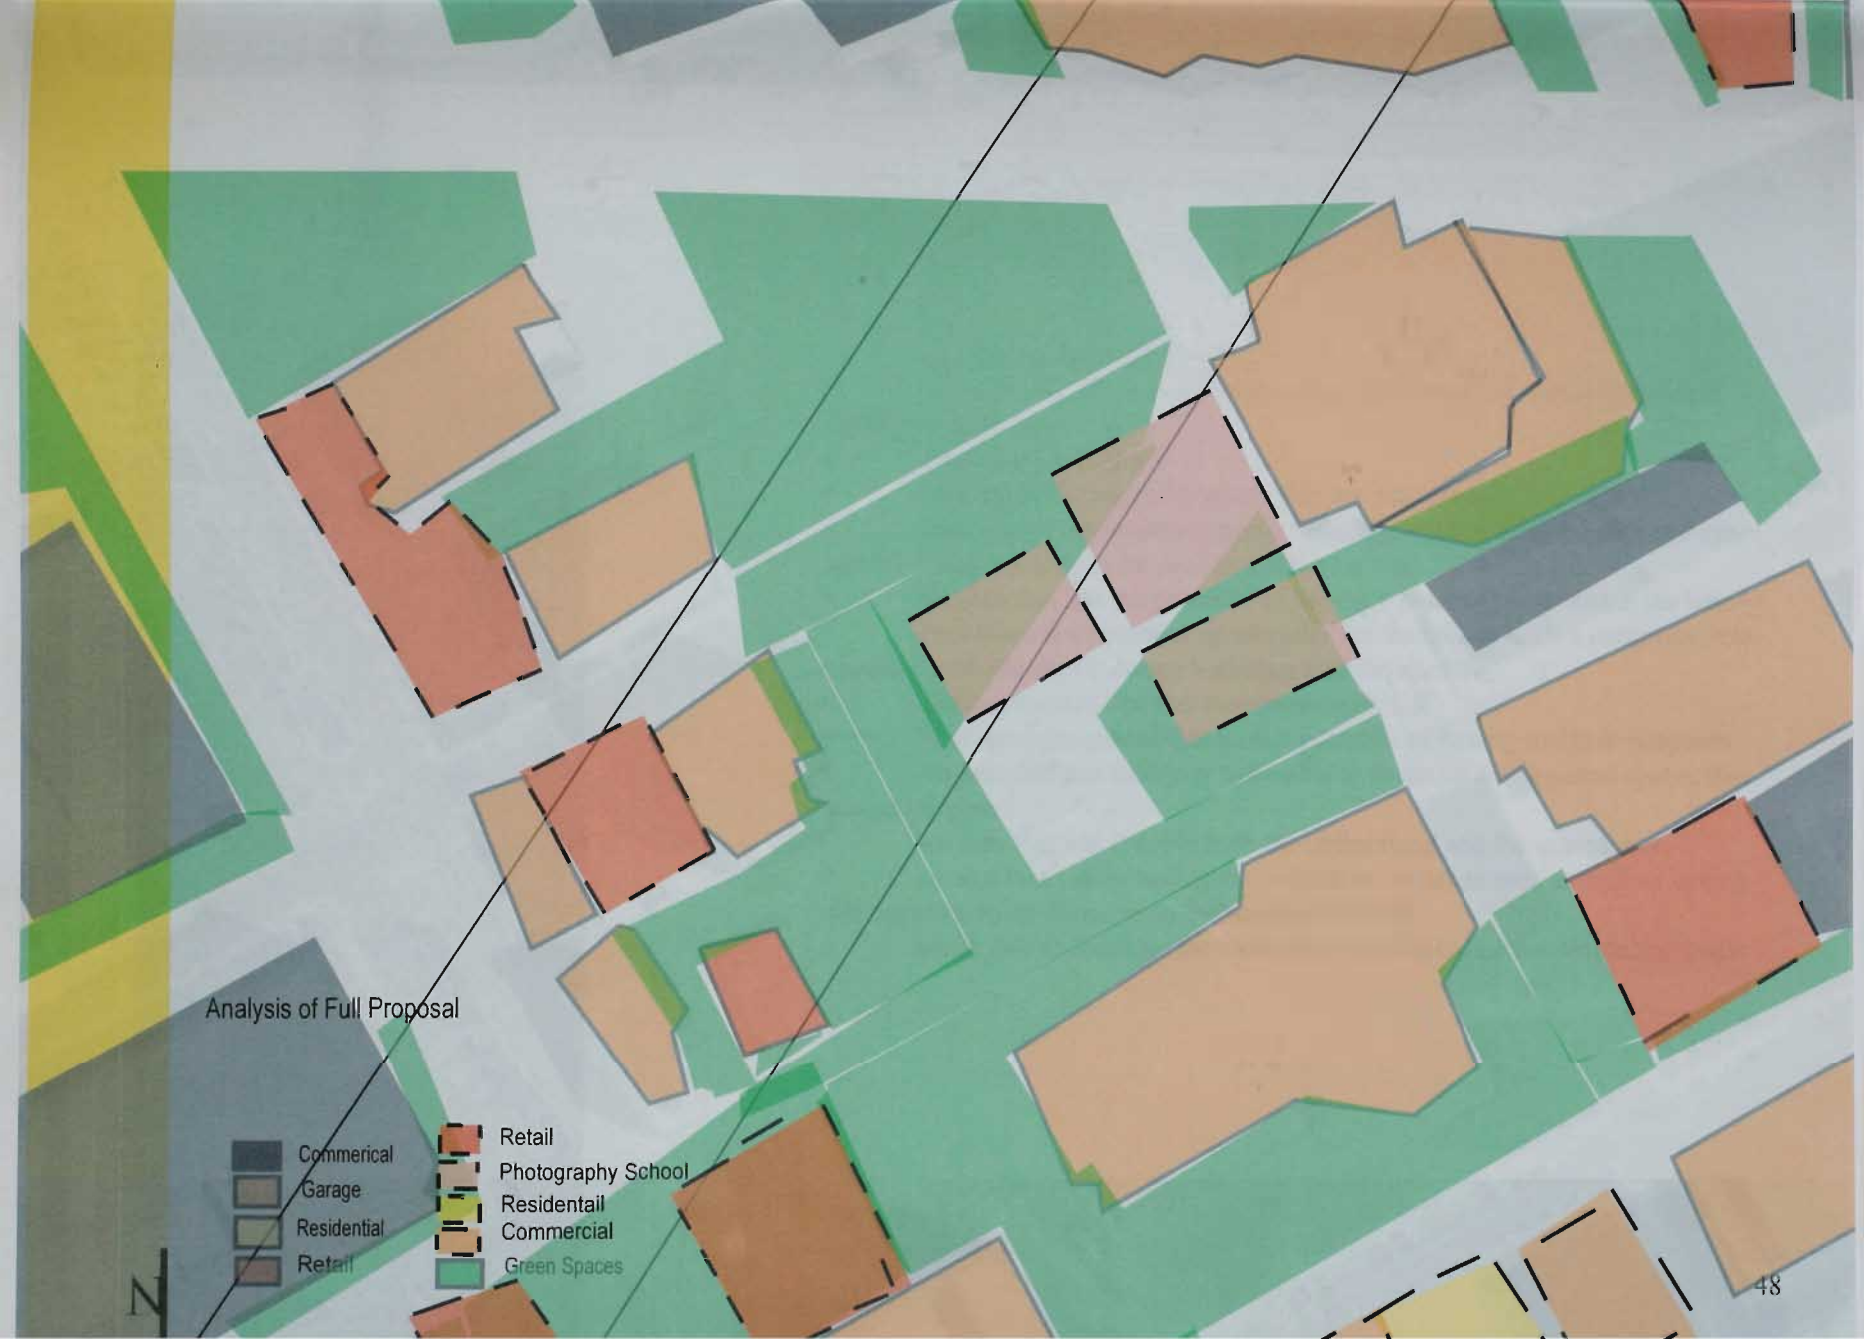 Analysis of Full Proposal
Commerical
Garage
Residential
Retail
Retail
Photography School
Residentail
Commercial
Green Spaces
N
48